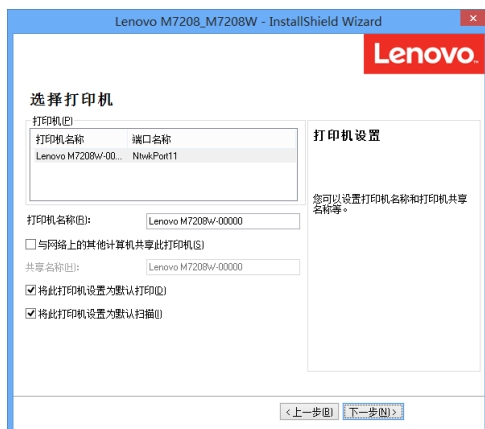 Lenovo M7208_M7208W - InstallShield Wizard
Lenovo
选择打印机
打印机(P)
打印机名称 端口名称
Lenovo M7208W-00... NtwkPort11
打印机名称(R): Lenovo M7208W-00000
与网络上的其他计算机共享此打印机(S)
共享名称(H): Lenovo M7208W-00000
将此打印机设置为默认打印(D)
将此打印机设置为默认扫描(I)
打印机设置
您可以设置打印机名称和打印机共享
名称等。
<上一步(B) 下一步(N)>